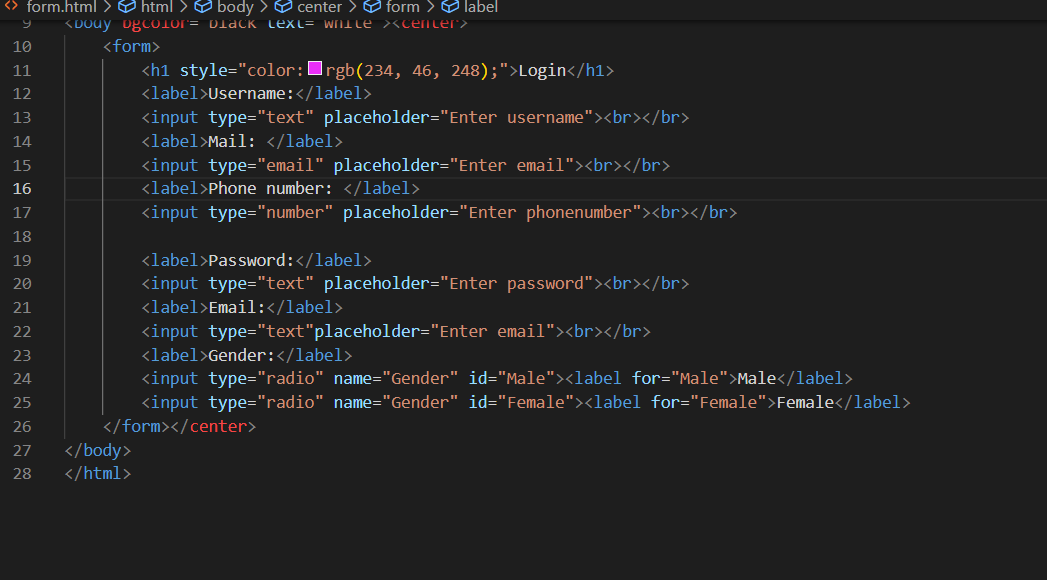 form.html > html > body > center > form > label
9 <body bgcolor="black" text="white"><center>
10 <form>
11 <h1 style="color:rgb(234, 46, 248);">Login</h1>
12 <label>Username:</label>
13 <input type="text" placeholder="Enter username"><br></br>
14 <label>Mail: </label>
15 <input type="email" placeholder="Enter email"><br></br>
16 <label>Phone number: </label>
17 <input type="number" placeholder="Enter phonenumber"><br></br>
18
19 <label>Password:</label>
20 <input type="text" placeholder="Enter password"><br></br>
21 <label>Email:</label>
22 <input type="text"placeholder="Enter email"><br></br>
23 <label>Gender:</label>
24 <input type="radio" name="Gender" id="Male"><label for="Male">Male</label>
25 <input type="radio" name="Gender" id="Female"><label for="Female">Female</label>
26 </form></center>
27 </body>
28 </html>